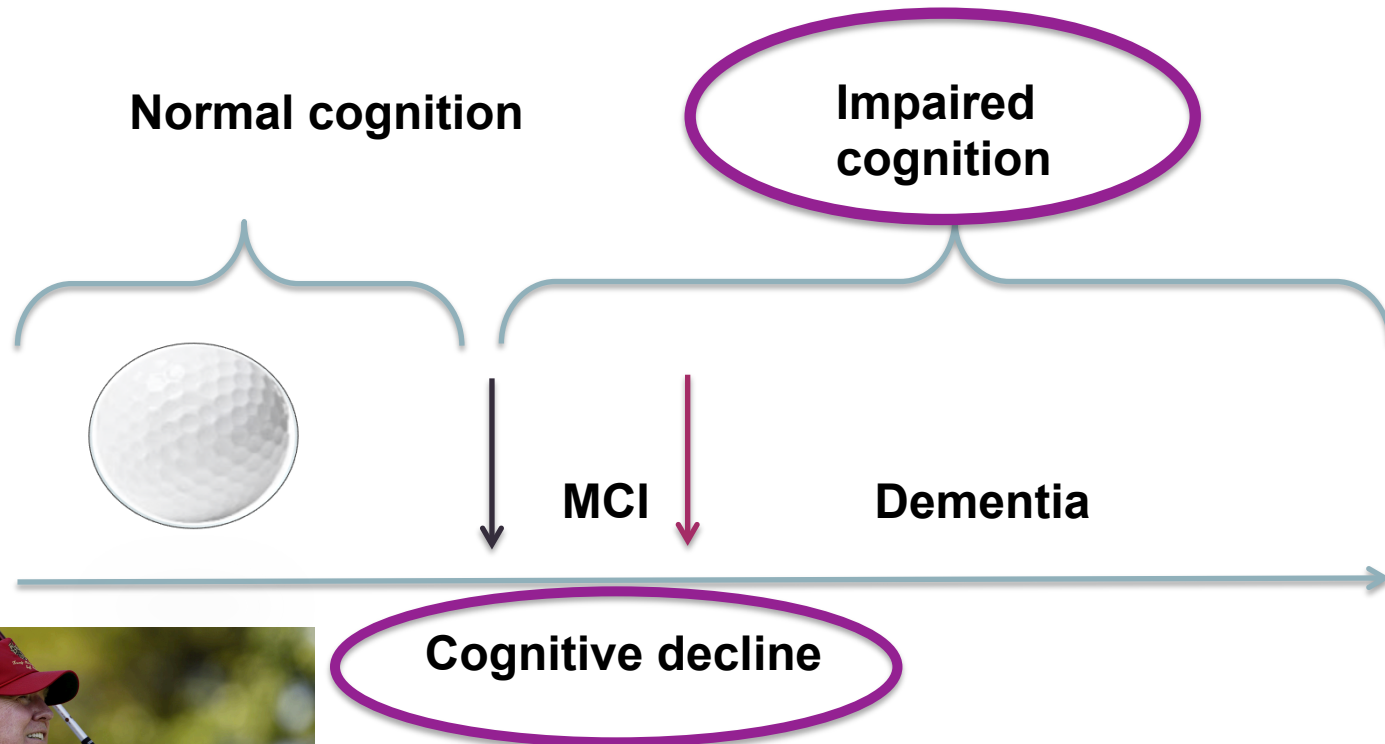 Normal cognition
Impaired
cognition
MCI
Dementia
Cognitive decline